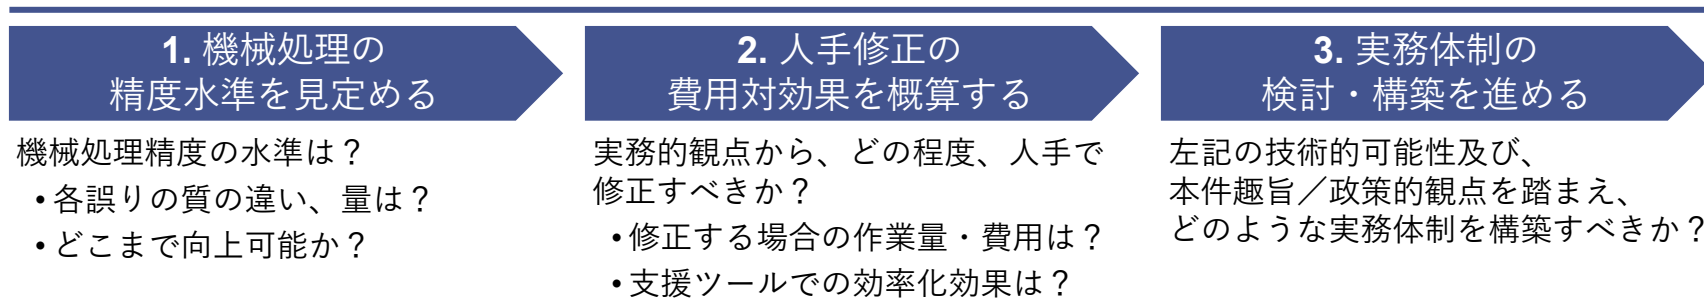 1. 機械処理の
精度水準を見定める
機械処理精度の水準は？
•各誤りの質の違い、量は？
•どこまで向上可能か？
2. 人手修正の
費用対効果を概算する
実務的観点から、どの程度、人手で
修正すべきか？
•修正する場合の作業量・費用は？
•支援ツールでの効率化効果は？
3. 実務体制の
検討・構築を進める
左記の技術的可能性及び、
本件趣旨／政策的観点を踏まえ、
どのような実務体制を構築すべきか？